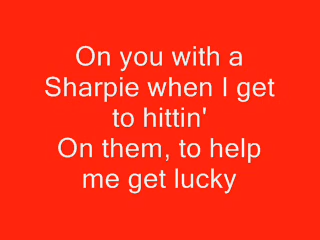 On you with a
Sharpie when I get
to hittin'
On them, to help
me get lucky